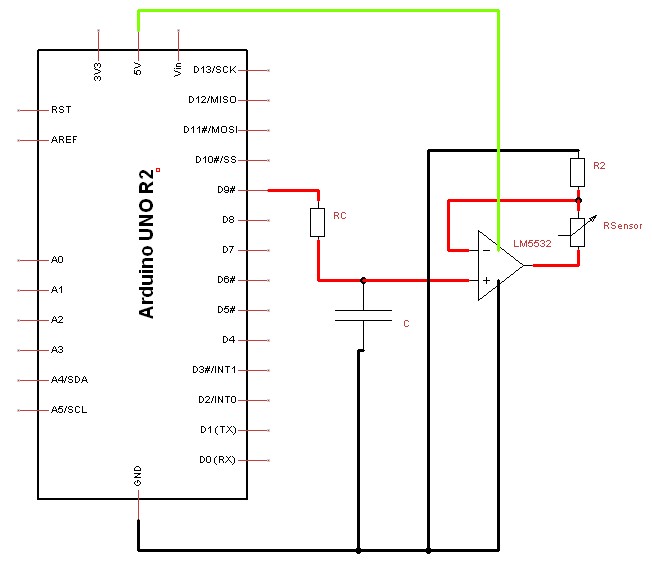 3V3
5V
Vin
D13/SCK
D12/MISO
D11#/MOSI
D10#/SS
D9#
D8
D7
D6#
D5#
D4
D3#/INT1
D2/INT0
D1(TX)
D0(RX)
RST
AREF
A0
A1
A2
A3
A4/SDA
A5/SCL
GND
Arduino UNO R2
RC
C
LM5532
-
+
R2
RSensor